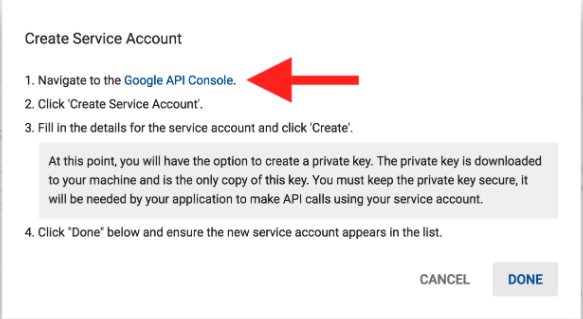 Create Service Account
1. Navigate to the Google API Console.
2. Click 'Create Service Account'.
3. Fill in the details for the service account and click 'Create'.
At this point, you will have the option to create a private key. The private key is downloaded
to your machine and is the only copy of this key. You must keep the private key secure, it
will be needed by your application to make API calls using your service account.
4. Click "Done" below and ensure the new service account appears in the list.
CANCEL DONE